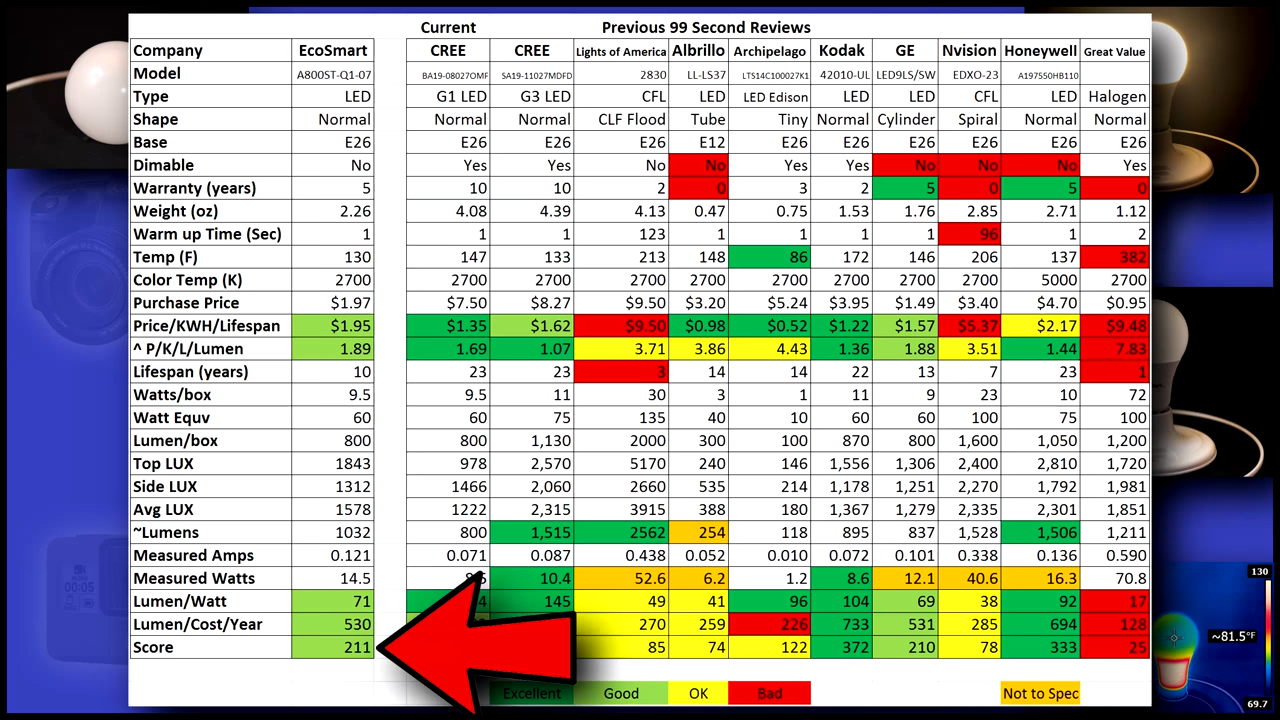 Current Previous 99 Second Reviews
Company EcoSmart CREE CREE Lights of America Albrillo Archipelago Kodak GE Nvision Honeywell Great Value
Model A800ST-Q1-07 BA19-08027OMF SA19-11027MDFD 2830 LL-LS37 LTS14C100027K1 42010-UL LED9LS/SW EDXO-23 A197550HB110
Type LED G1 LED G3 LED CFL LED LED Edison LED LED CFL LED Halogen
Shape Normal Normal Normal CLF Flood Tube Tiny Normal Cylinder Spiral Normal Normal
Base E26 E26 E26 E26 E12 E26 E26 E26 E26 E26 E26
Dimable No Yes Yes No No Yes Yes No No No Yes
Warranty (years) 5 10 10 2 0 3 2 5 0 5 0
Weight (oz) 2.26 4.08 4.39 4.13 0.47 0.75 1.53 1.76 2.85 2.71 1.12
Warm up Time (Sec) 1 1 1 123 1 1 1 1 96 1 2
Temp (F) 130 147 133 213 148 86 172 146 206 137 382
Color Temp (K) 2700 2700 2700 2700 2700 2700 2700 2700 2700 5000 2700
Purchase Price $1.97 $7.50 $8.27 $9.50 $3.20 $5.24 $3.95 $1.49 $3.40 $4.70 $0.95
Price/KWH/Lifespan $1.95 $1.35 $1.62 $9.50 $0.98 $0.52 $1.22 $1.57 $5.37 $2.17 $9.48
^ P/K/L/Lumen 1.89 1.69 1.07 3.71 3.86 4.43 1.36 1.88 3.51 1.44 7.83
Lifespan (years) 10 23 23 3 14 14 22 13 7 23 1
Watts/box 9.5 9.5 11 30 3 1 11 9 23 10 72
Watt Equv 60 60 75 135 40 10 60 60 100 75 100
Lumen/box 800 800 1,130 2000 300 100 870 800 1,600 1,050 1,200
Top LUX 1843 978 2,570 5170 240 146 1,556 1,306 2,400 2,810 1,720
Side LUX 1312 1466 2,060 2660 535 214 1,178 1,251 2,270 1,792 1,981
Avg LUX 1578 1222 2,315 3915 388 180 1,367 1,279 2,335 2,301 1,851
~Lumens 1032 800 1,515 2562 254 118 895 837 1,528 1,506 1,211
Measured Amps 0.121 0.071 0.087 0.438 0.052 0.010 0.072 0.101 0.338 0.136 0.590
Measured Watts 14.5 10.4 52.6 6.2 1.2 8.6 12.1 40.6 16.3 70.8
Lumen/Watt 71 4 145 49 41 96 104 69 38 92 17
Lumen/Cost/Year 530 270 259 226 733 531 285 694 128
Score 211 85 74 122 372 210 78 333 25
Excellent Good OK Bad Not to Spec
130
~81.5°F
69.7